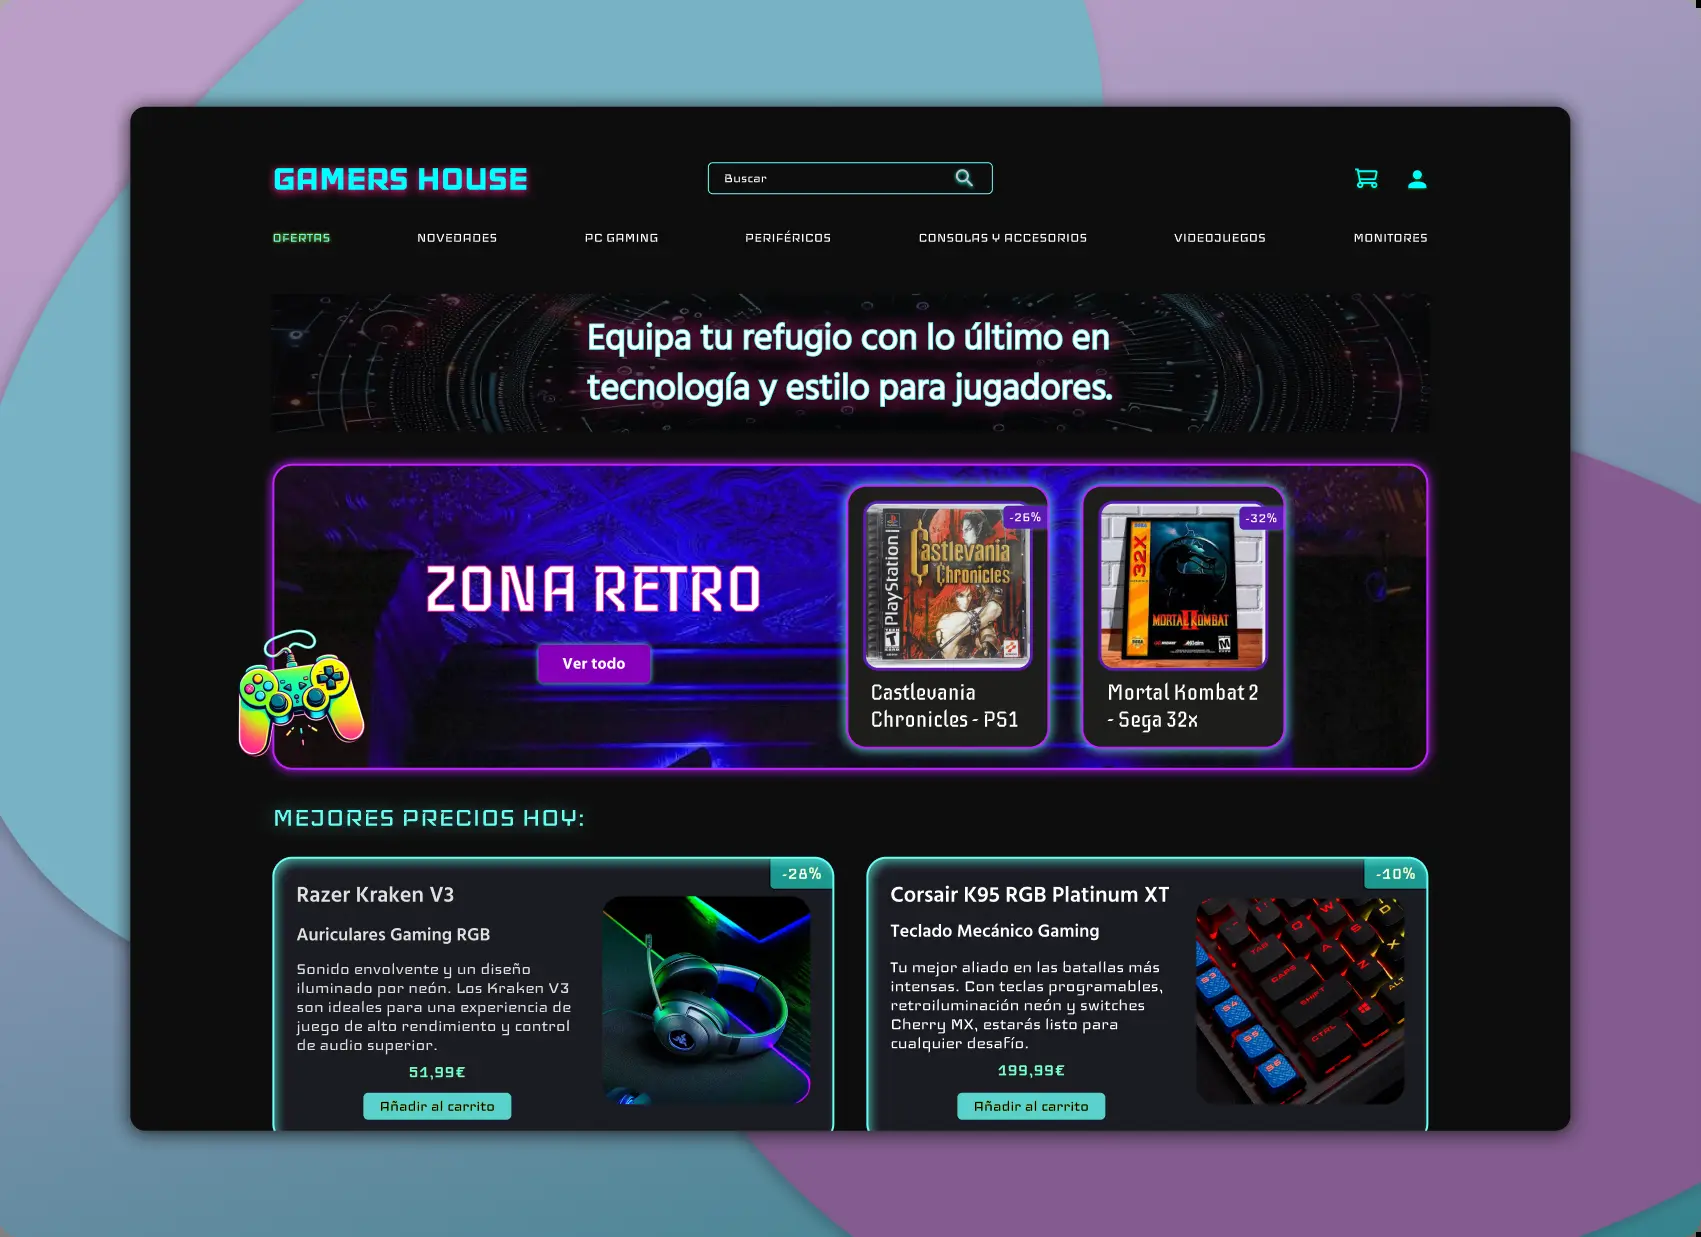 GAMERS HOUSE
Buscar
OFERTAS
NOVEDADES
PC GAMING
PERIFÉRICOS
CONSOLAS Y ACCESORIOS
VIDEOJUEGOS
MONITORES
Equipa tu refugio con lo último en
tecnología y estilo para jugadores.
ZONA RETRO
Ver todo
-26%
PlayStation
Castlevania
Chronicles
Castlevania
Chronicles - PS1
-32%
32X
MORTAL KOMBAT
II
Mortal Kombat 2
- Sega 32x
MEJORES PRECIOS HOY:
-28%
Razer Kraken V3
Auriculares Gaming RGB
Sonido envolvente y un diseño
iluminado por neón. Los Kraken V3
son ideales para una experiencia de
juego de alto rendimiento y control
de audio superior.
51,99€
Añadir al carrito
-10%
Corsair K95 RGB Platinum XT
Teclado Mecánico Gaming
Tu mejor aliado en las batallas más
intensas. Con teclas programables,
retroiluminación neón y switches
Cherry MX, estarás listo para
cualquier desafío.
199,99€
Añadir al carrito
TAB
CAPS
SHIFT
CTRL
ALT